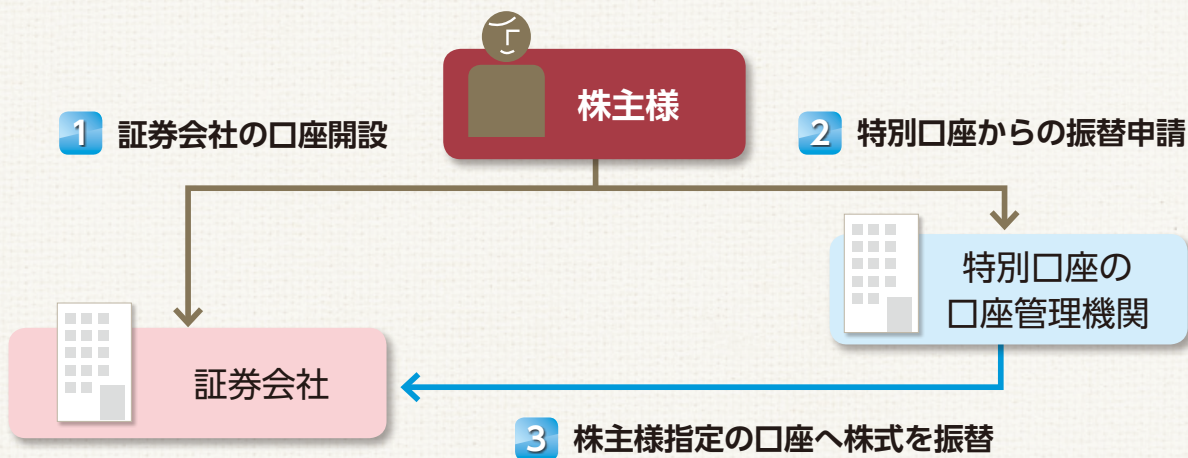 株主様
1 証券会社の口座開設
2 特別口座からの振替申請
特別口座の
口座管理機関
証券会社
3 株主様指定の口座へ株式を振替